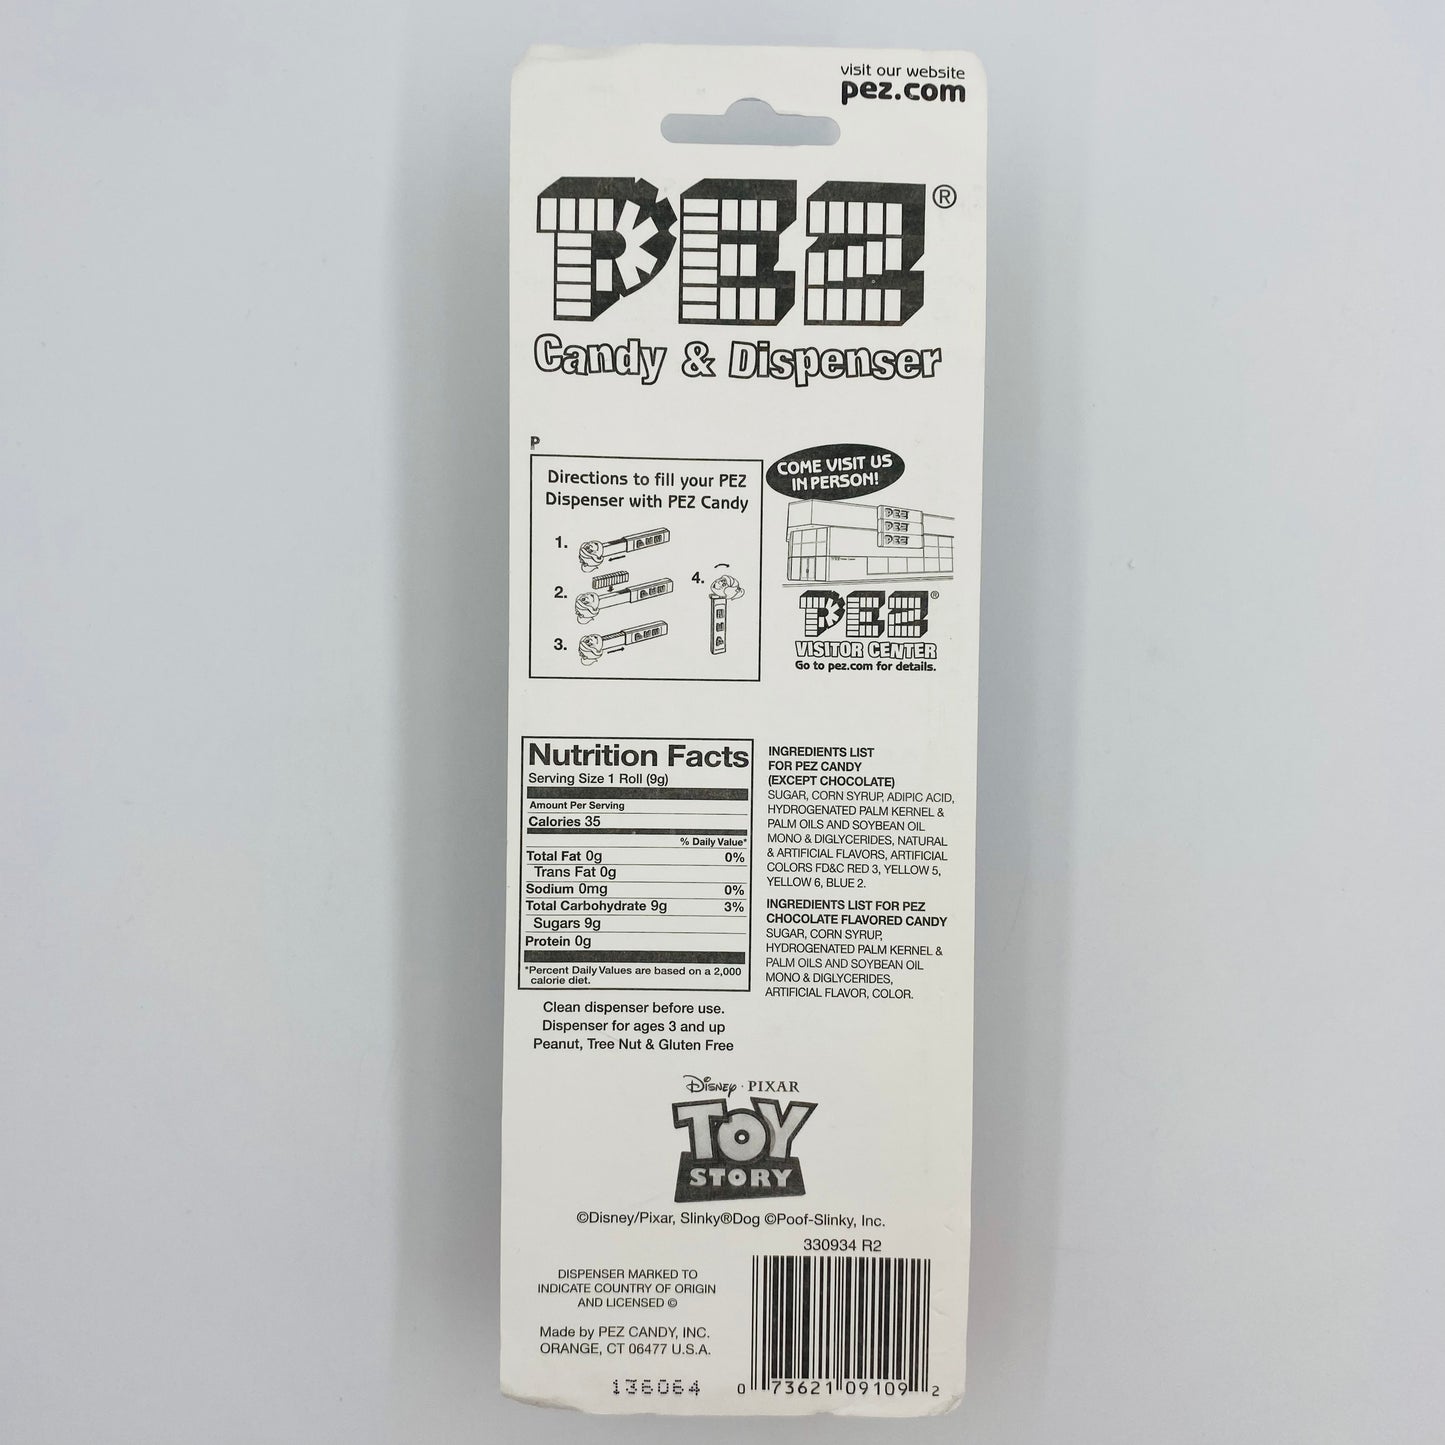 visit our website
pez.com
PEZ®
Candy & Dispenser
P
Directions to fill your PEZ
Dispenser with PEZ Candy
1.
2.
3.
4.
COME VISIT US
IN PERSON!
PEZ
PEZ
PEZ
PEZ®
VISITOR CENTER
Go to pez.com for details.
Nutrition Facts
Serving Size 1 Roll (9g)
Amount Per Serving
Calories 35
% Daily Value*
Total Fat 0g 0%
Trans Fat 0g
Sodium 0mg 0%
Total Carbohydrate 9g 3%
Sugars 9g
Protein 0g
*Percent Daily Values are based on a 2,000
calorie diet.
Clean dispenser before use.
Dispenser for ages 3 and up
Peanut, Tree Nut & Gluten Free
INGREDIENTS LIST
FOR PEZ CANDY
(EXCEPT CHOCOLATE)
SUGAR, CORN SYRUP, ADIPIC ACID,
HYDROGENATED PALM KERNEL &
PALM OILS AND SOYBEAN OIL
MONO & DIGLYCERIDES, NATURAL
& ARTIFICIAL FLAVORS, ARTIFICIAL
COLORS FD&C RED 3, YELLOW 5,
YELLOW 6, BLUE 2.
INGREDIENTS LIST FOR PEZ
CHOCOLATE FLAVORED CANDY
SUGAR, CORN SYRUP,
HYDROGENATED PALM KERNEL &
PALM OILS AND SOYBEAN OIL
MONO & DIGLYCERIDES,
ARTIFICIAL FLAVOR, COLOR.
Disney · PIXAR
TOY
STORY
©Disney/Pixar, Slinky®Dog ©Poof-Slinky, Inc.
330934 R2
DISPENSER MARKED TO
INDICATE COUNTRY OF ORIGIN
AND LICENSED ©
Made by PEZ CANDY, INC.
ORANGE, CT 06477 U.S.A.
136064
0 73621 09109 2